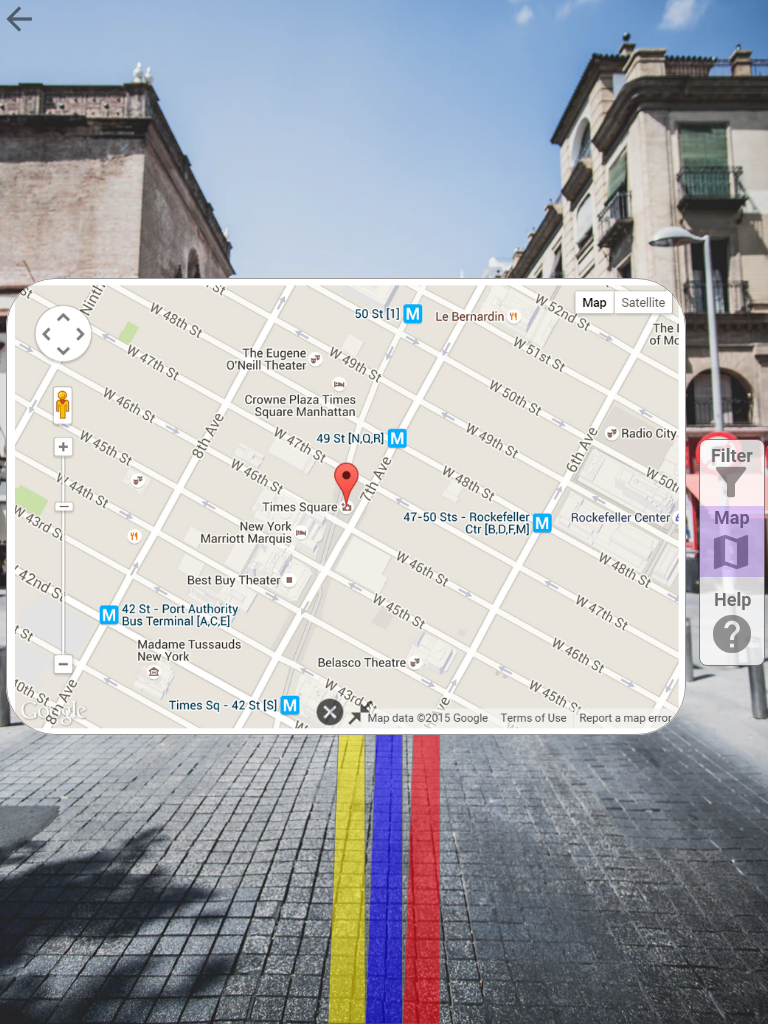 Ninth
W 48th St
50 St [1]
M
Le Bernardin
W 52nd St
Map
Satellite
The Eugene
O'Neill Theater
W 49th St
W 51st St
W 47th St
Crowne Plaza Times
Square Manhattan
W 50th St
W 46th St
8th Ave
W 47th St
49 St [N,Q,R]
M
W 49th St
6th Ave
Radio City
W 45th St
W 46th St
7th Ave
W 48th St
W 50th
Filter
W 44th St
Times Square
47-50 Sts - Rockefeller
Ctr [B,D,F,M]
M
Rockefeller Center
Map
W 43rd St
New York
Marriott Marquis
W 46th St
W 48th St
42nd St
Best Buy Theater
W 45th St
W 47th St
Help
?
M
42 St - Port Authority
Bus Terminal [A,C,E]
Madame Tussauds
New York
Belasco Theatre
W 45th St
40th St
8th Ave
W 43rd St
Times Sq - 42 St [S]
M
Google
Map data ©2015 Google
Terms of Use
Report a map error